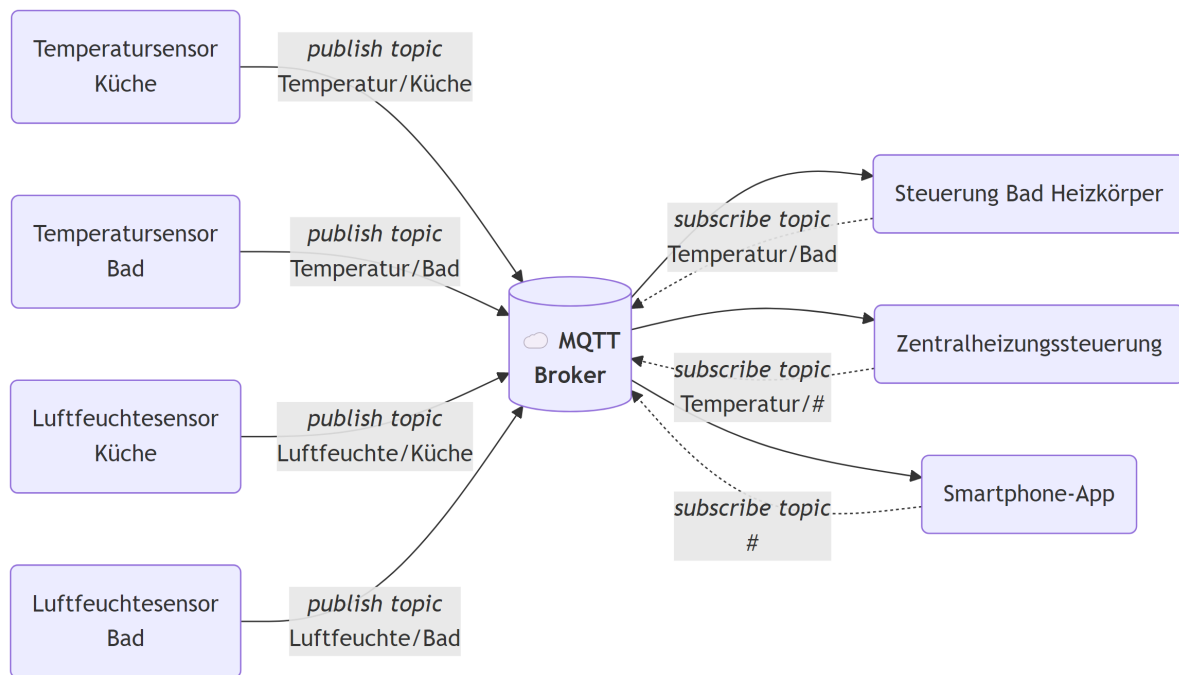 Temperatursensor
Küche
publish topic
Temperatur/Küche
Temperatursensor
Bad
publish topic
Temperatur/Bad
Luftfeuchtesensor
Küche
publish topic
Luftfeuchte/Küche
Luftfeuchtesensor
Bad
publish topic
Luftfeuchte/Bad
MQTT
Broker
subscribe topic
Temperatur/Bad
Steuerung Bad Heizkörper
subscribe topic
Temperatur/#
Zentralheizungssteuerung
subscribe topic
#
Smartphone-App